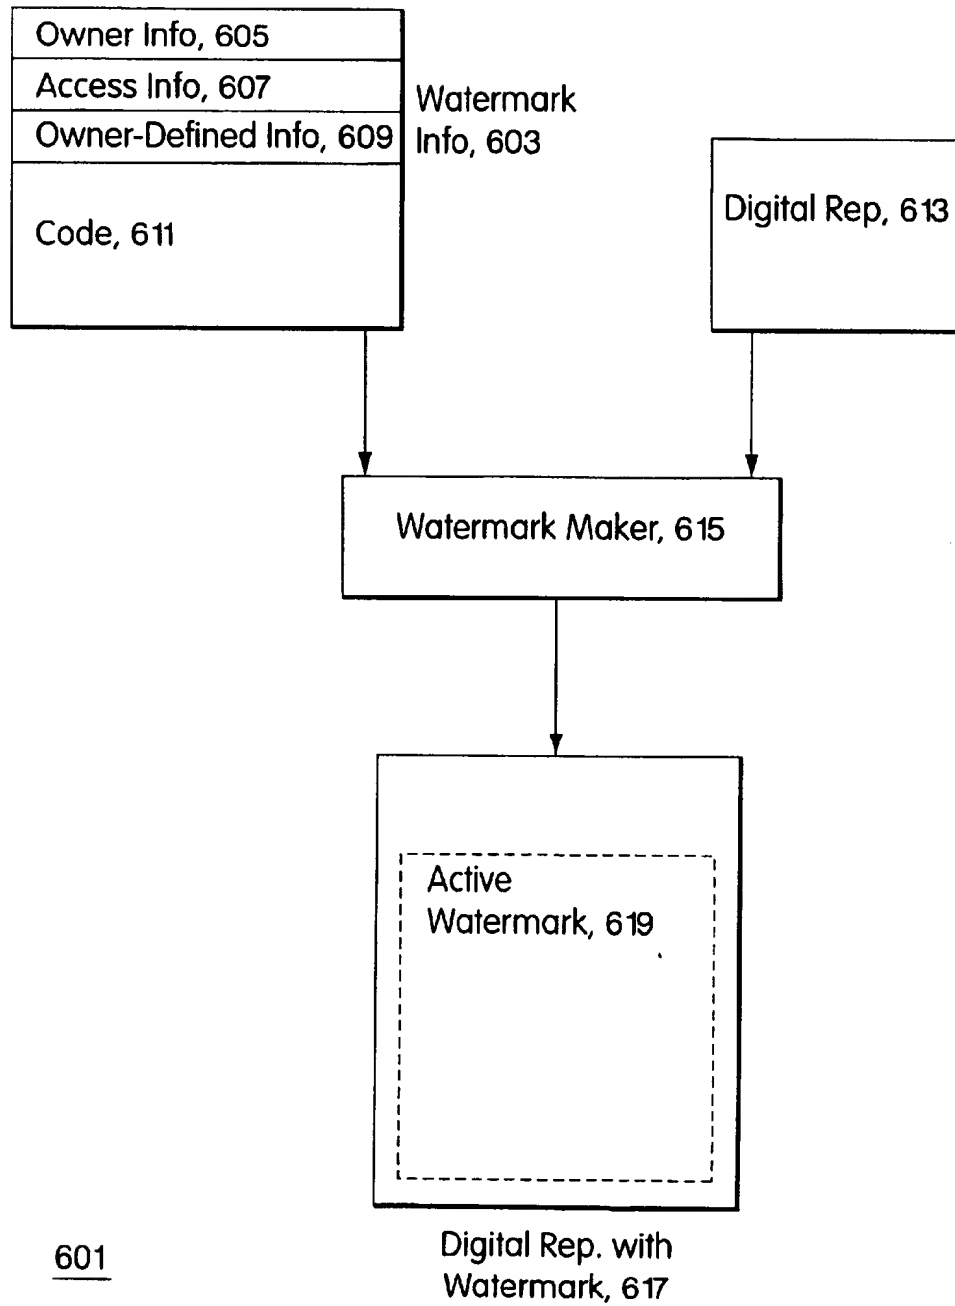 Owner Info, 605
Access Info, 607
Owner-Defined Info, 609
Watermark
Info, 603
Code, 611
Digital Rep, 613
Watermark Maker, 615
Active
Watermark, 619
601
Digital Rep. with
Watermark, 617